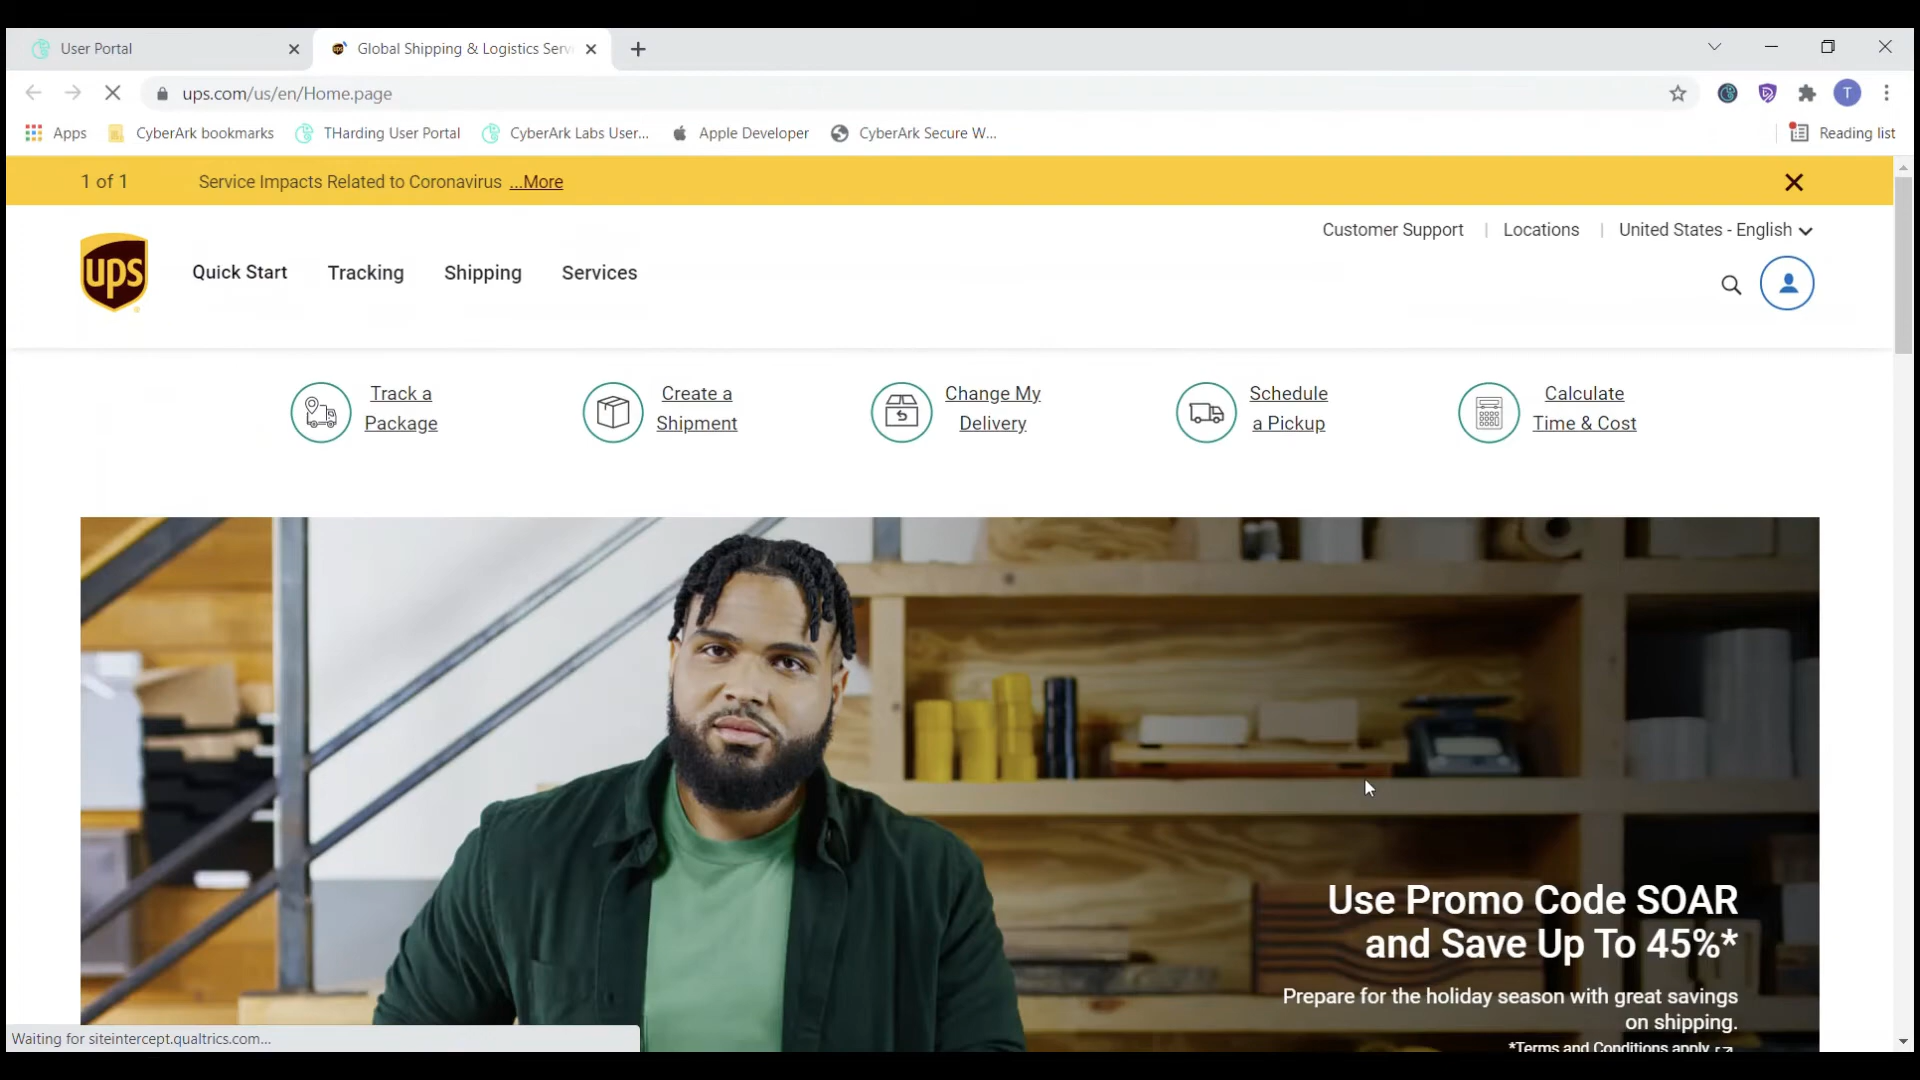 User Portal
Global Shipping & Logistics Serv
ups.com/us/en/Home.page
T
Apps
CyberArk bookmarks
THarding User Portal
CyberArk Labs User...
Apple Developer
CyberArk Secure W...
Reading list
1 of 1
Service Impacts Related to Coronavirus ...More
Customer Support
Locations
United States - English
ups
Quick Start
Tracking
Shipping
Services
Track a
Package
Create a
Shipment
Change My
Delivery
Schedule
a Pickup
Calculate
Time & Cost
Use Promo Code SOAR
and Save Up To 45%*
Prepare for the holiday season with great savings
on shipping.
*Terms and Conditions apply
Waiting for siteintercept.qualtrics.com...